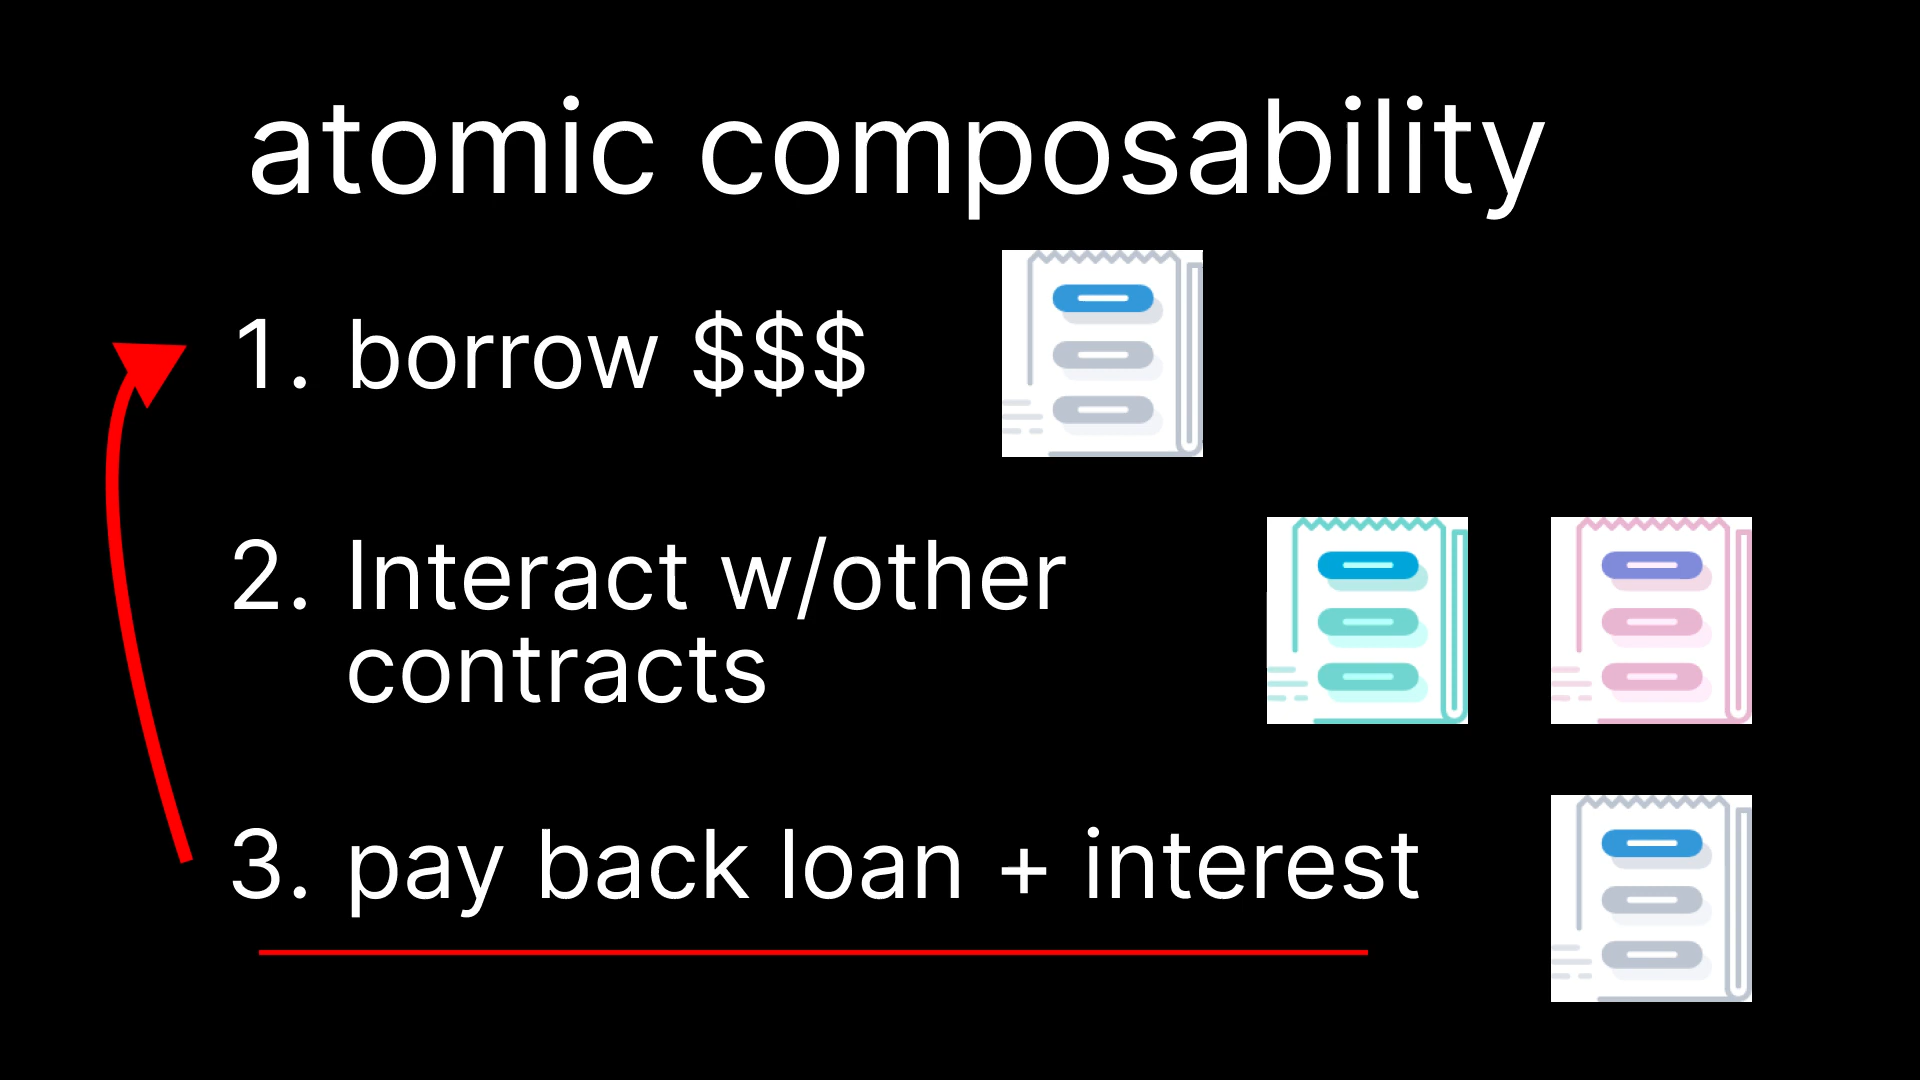 atomic composability
1. borrow $$$
2. Interact w/other
contracts
3. pay back loan + interest